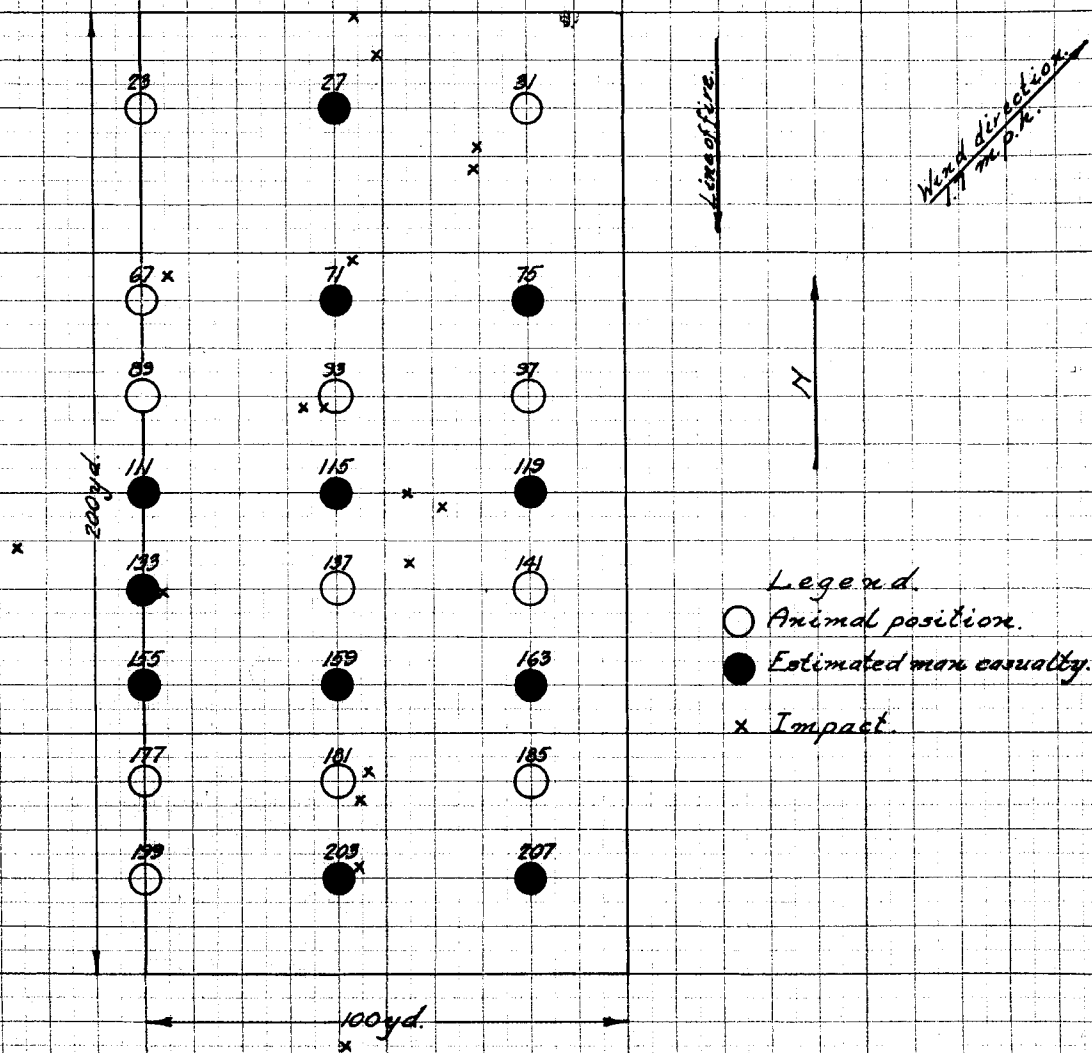 23 27 31
Line of fire.
Wind direction.
1.7 m.p.h.
67 71 75
89 93 97
N
200yd.
111 115 119
133 137 141
Legend.
Animal position.
155 159 163
Estimated man casualty.
x Impact.
177 181 185
199 203 207
100yd.